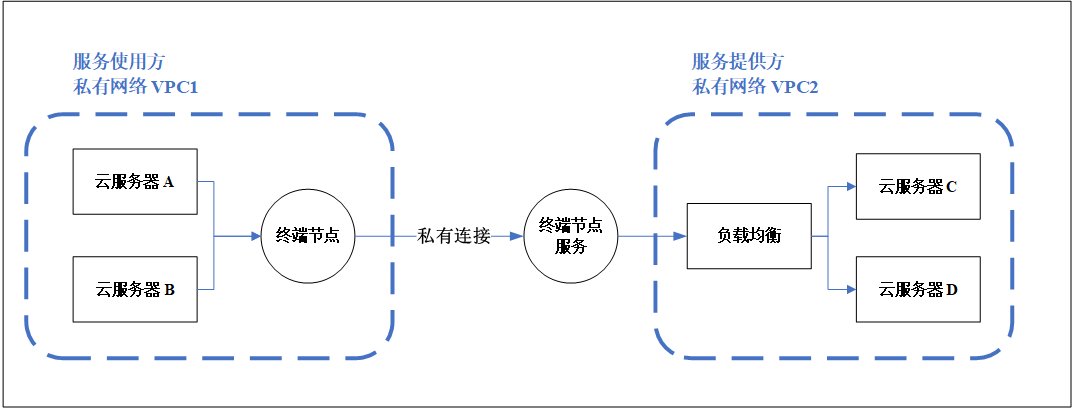 服务使用方
私有网络 VPC1
服务提供方
私有网络 VPC2
云服务器 A
云服务器 B
终端节点
私有连接
终端节点
服务
负载均衡
云服务器 C
云服务器 D